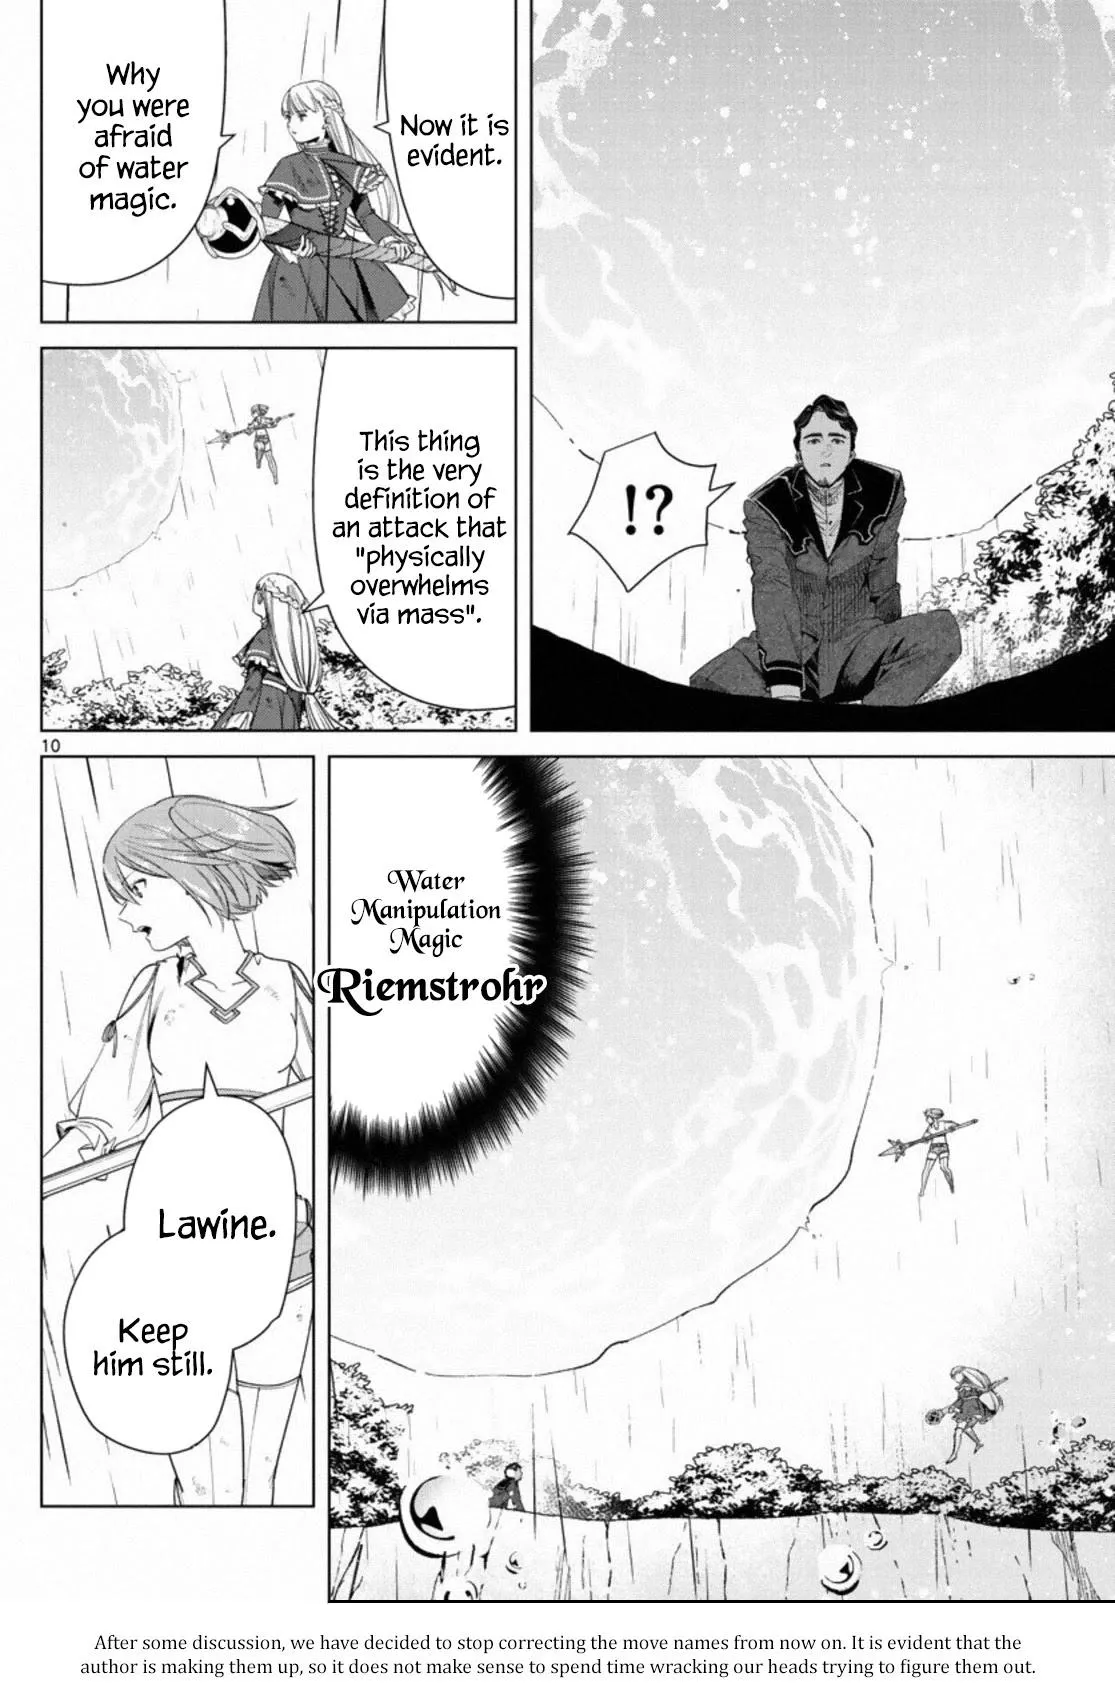 !?
Now it is
evident.
Why
you were
afraid
of water
magic.
This thing
is the very
definition of
an attack that
"physically
overwhelms
via mass".
10
Water
Manipulation
Magic
Riemstrohr
Lawine.
Keep
him still.
After some discussion, we have decided to stop correcting the move names from now on. It is evident that the
author is making them up, so it does not make sense to spend time wracking our heads trying to figure them out.